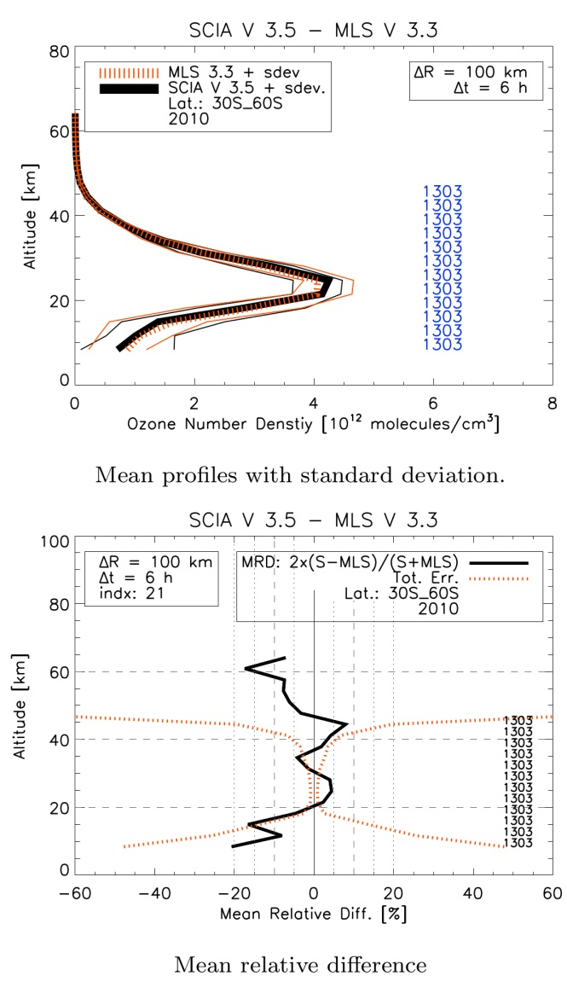 SCIA V 3.5 – MLS V 3.3
80
60
40
20
0
Altitude [km]
MLS 3.3 + sdev
SCIA V 3.5 + sdev.
Lat.: 30S_60S
2010
ΔR = 100 km
Δt = 6 h
1303
1303
1303
1303
1303
1303
1303
1303
1303
1303
1303
1303
0 2 4 6 8
Ozone Number Denstiy [10¹² molecules/cm³]
Mean profiles with standard deviation.
SCIA V 3.5 – MLS V 3.3
100
80
60
40
20
0
Altitude [km]
ΔR = 100 km
Δt = 6 h
indx: 21
MRD: 2x(S–MLS)/(S+MLS)
Tot. Err.
Lat.: 30S_60S
2010
1303
1303
1303
1303
1303
1303
1303
1303
1303
1303
1303
1303
−60 −40 −20 0 20 40 60
Mean Relative Diff. [%]
Mean relative difference